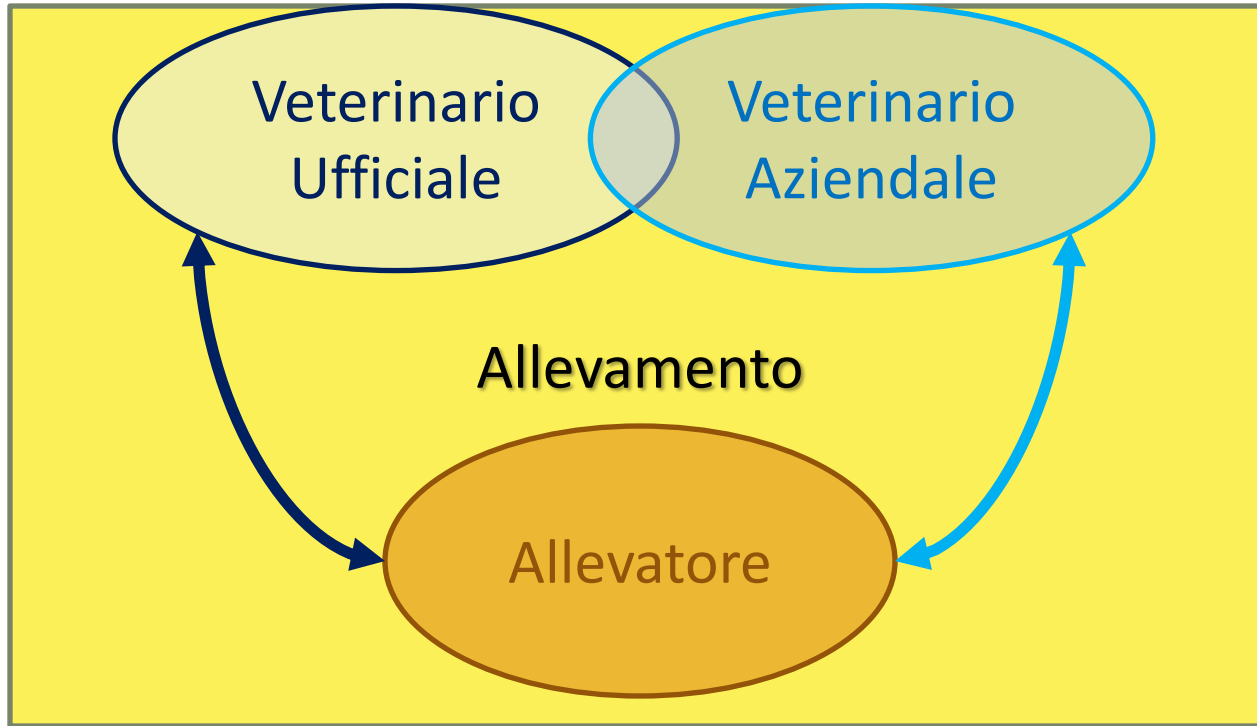 Veterinario
Ufficiale
Veterinario
Aziendale
Allevamento
Allevatore